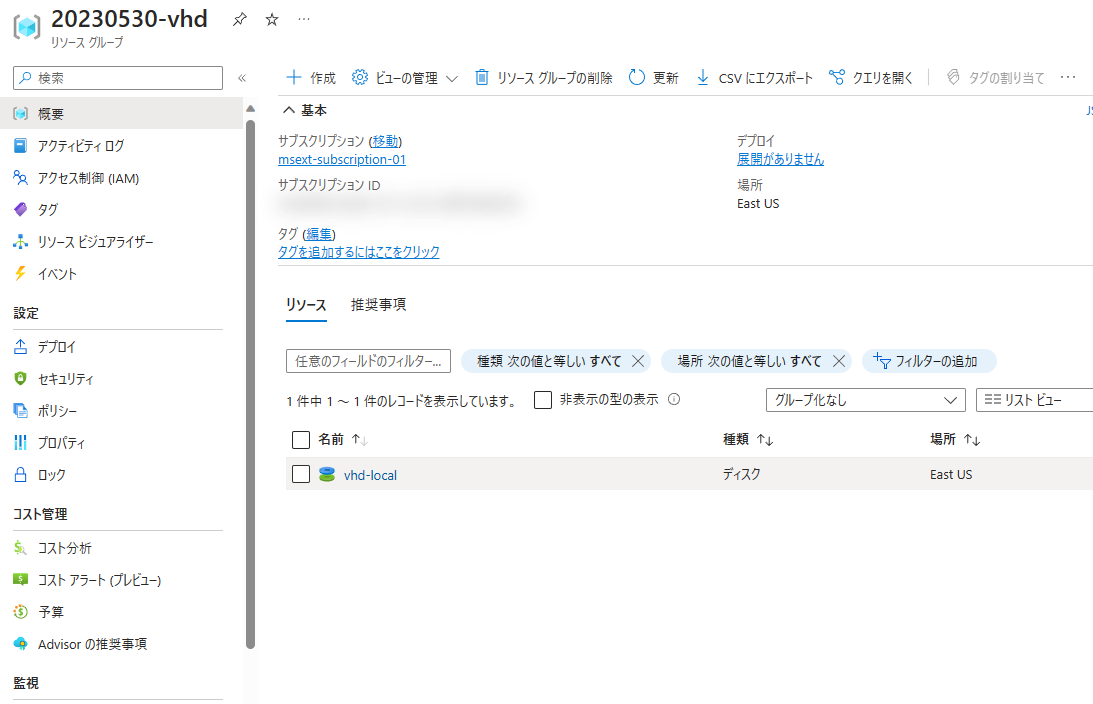 20230530-vhd
リソース グループ
検索
作成 ビューの管理 リソース グループの削除 更新 CSV にエクスポート クエリを開く タグの割り当て
概要
アクティビティ ログ
アクセス制御 (IAM)
タグ
リソース ビジュアライザー
イベント
設定
デプロイ
セキュリティ
ポリシー
プロパティ
ロック
コスト管理
コスト分析
コスト アラート (プレビュー)
予算
Advisor の推奨事項
監視
基本
サブスクリプション (移動)
msext-subscription-01
サブスクリプション ID
タグ (編集)
タグを追加するにはここをクリック
デプロイ
展開がありません
場所
East US
リソース 推奨事項
任意のフィールドのフィルター... 種類 次の値と等しい すべて 場所 次の値と等しい すべて フィルターの追加
1 件中 1 ～ 1 件のレコードを表示しています。 非表示の型の表示 グループ化なし リスト ビュー
名前 種類 場所
vhd-local ディスク East US